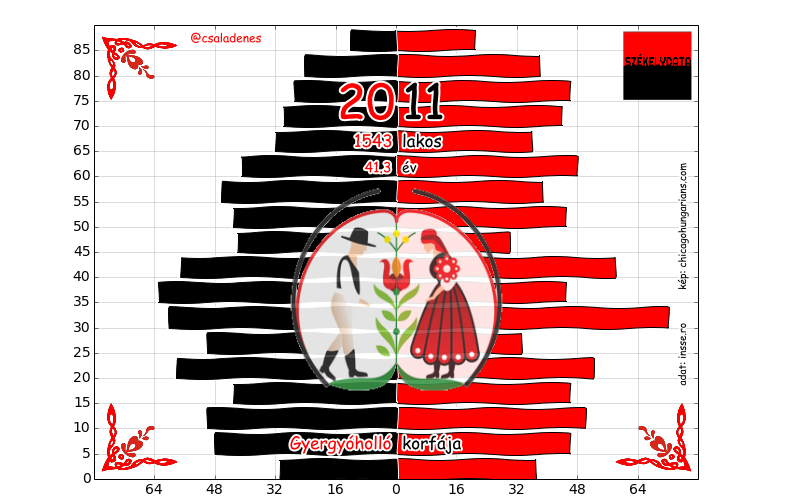 @csaladenes
SZÉKELYDATA
2011
1543 lakos
41,3 év
kép: chicagohungarians.com
adat: insse.ro
Gyergyóholló korfája
85
80
75
70
65
60
55
50
45
40
35
30
25
20
15
10
5
0
64 48 32 16 0 16 32 48 64